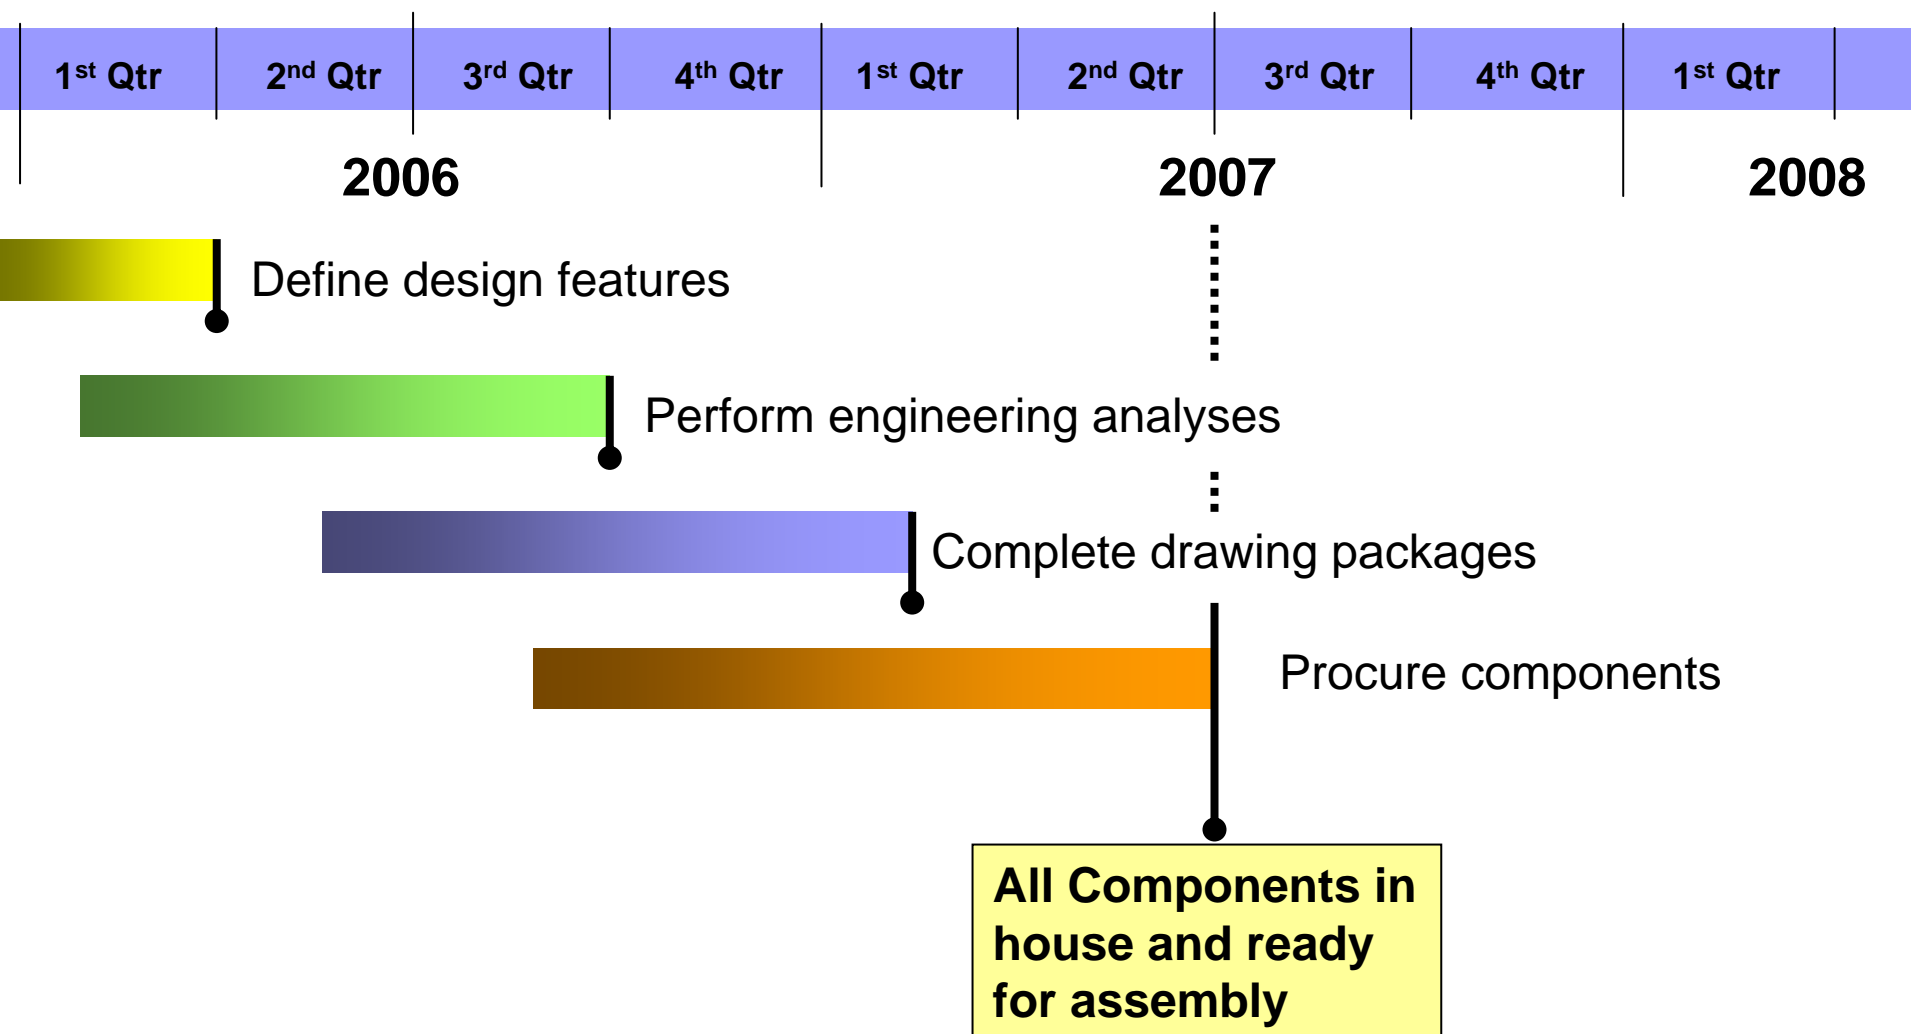 1st Qtr 2nd Qtr 3rd Qtr 4th Qtr 1st Qtr 2nd Qtr 3rd Qtr 4th Qtr 1st Qtr
2006 2007 2008
Define design features
Perform engineering analyses
Complete drawing packages
Procure components
All Components in
house and ready
for assembly